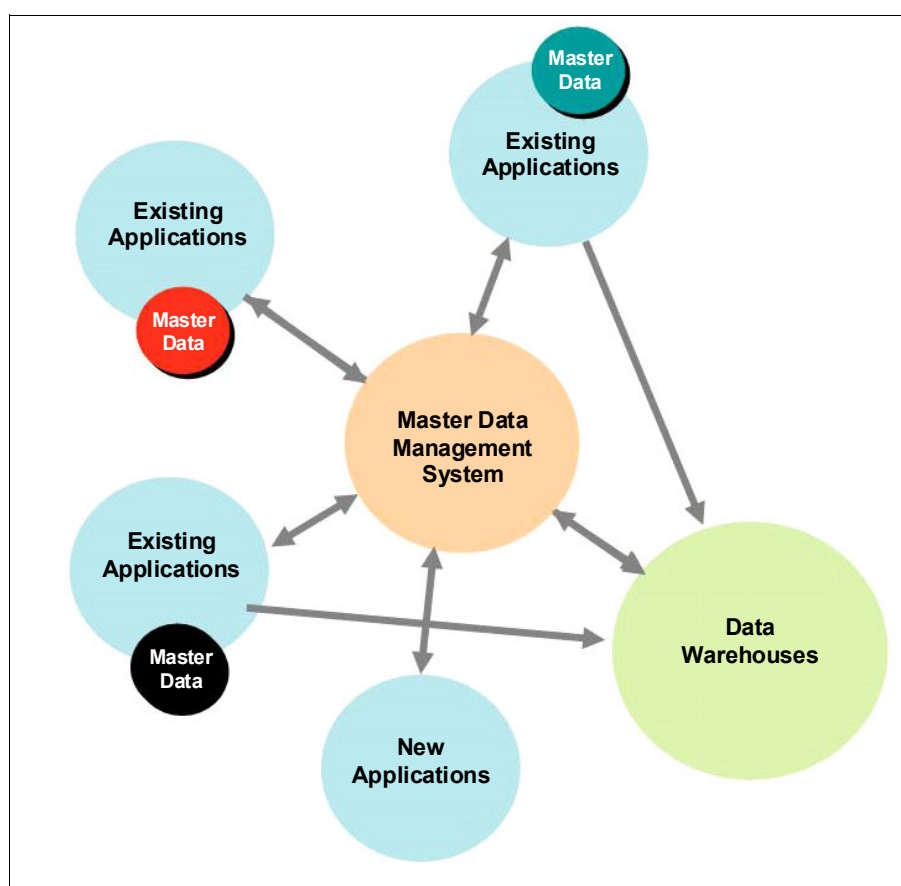 Master
Data
Existing
Applications
Existing
Applications
Master
Data
Master Data
Management
System
Existing
Applications
Master
Data
Data
Warehouses
New
Applications